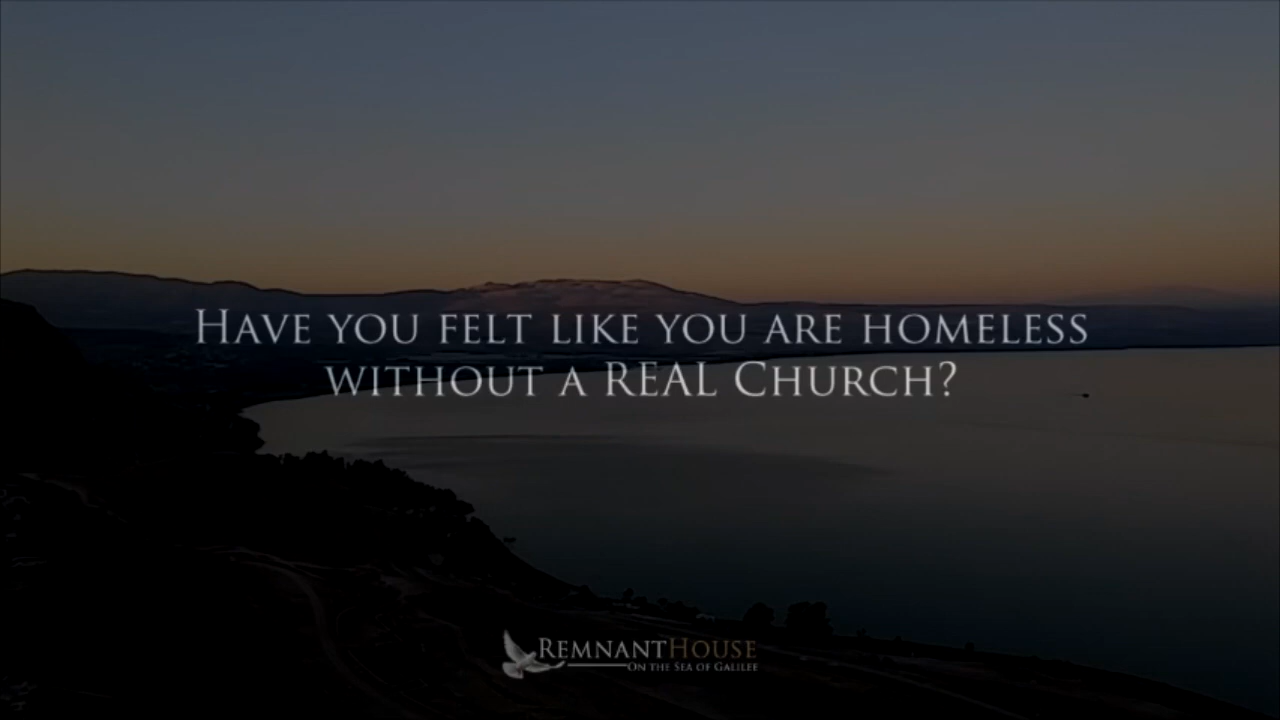 Have you felt like you are homeless
without a REAL Church?
RemnantHouse
On the Sea of Galilee